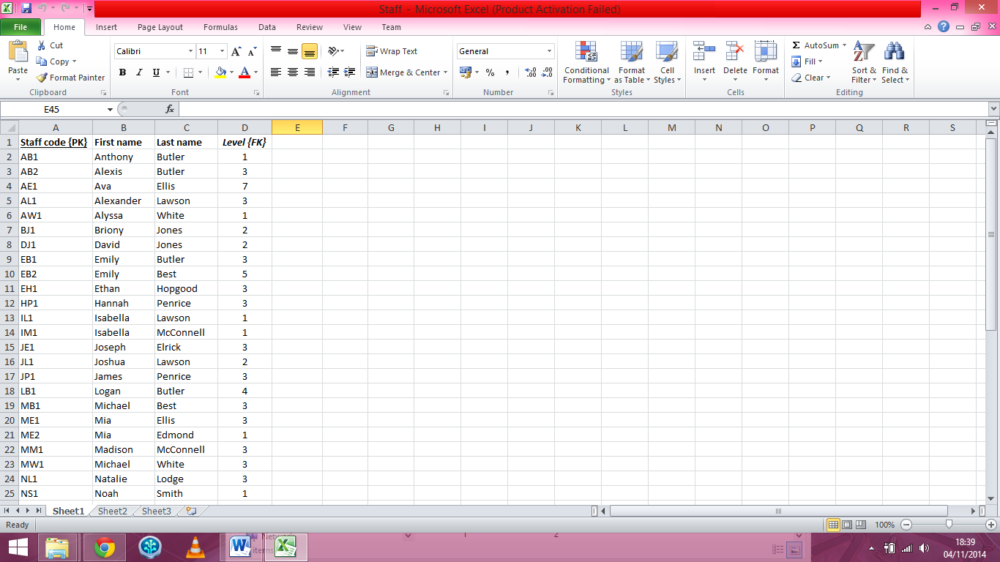 Staff - Microsoft Excel (Product Activation Failed)
File Home Insert Page Layout Formulas Data Review View Team
Paste Cut Copy Format Painter Clipboard
Calibri 11 A A B I U A Font
Wrap Text Merge & Center Alignment
General % , .0 .00 .00 .0 Number
Conditional Formatting Format as Table Cell Styles Styles
Insert Delete Format Cells
Σ AutoSum Fill Clear Sort & Filter Find & Select Editing
E45 fx
A B C D E F G H I J K L M N O P Q R S
1 Staff code {PK} First name Last name Level {FK}
2 AB1 Anthony Butler 1
3 AB2 Alexis Butler 3
4 AE1 Ava Ellis 7
5 AL1 Alexander Lawson 3
6 AW1 Alyssa White 1
7 BJ1 Briony Jones 2
8 DJ1 David Jones 2
9 EB1 Emily Butler 3
10 EB2 Emily Best 5
11 EH1 Ethan Hopgood 3
12 HP1 Hannah Penrice 3
13 IL1 Isabella Lawson 1
14 IM1 Isabella McConnell 1
15 JE1 Joseph Elrick 3
16 JL1 Joshua Lawson 2
17 JP1 James Penrice 3
18 LB1 Logan Butler 4
19 MB1 Michael Best 3
20 ME1 Mia Ellis 3
21 ME2 Mia Edmond 1
22 MM1 Madison McConnell 3
23 MW1 Michael White 3
24 NL1 Natalie Lodge 3
25 NS1 Noah Smith 1
Sheet1 Sheet2 Sheet3
Ready 100%
items 1 2
18:39
04/11/2014